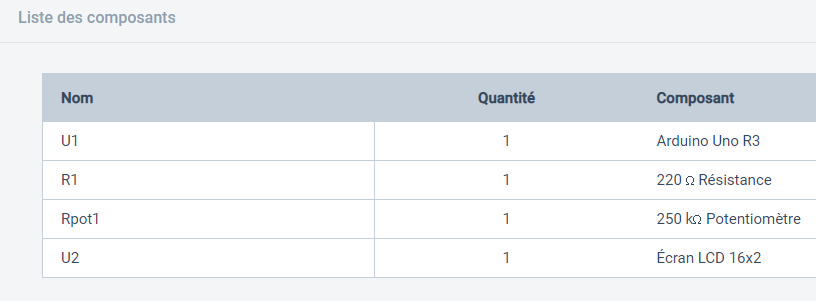 Liste des composants
Nom Quantité Composant
U1 1 Arduino Uno R3
R1 1 220 Ω Résistance
Rpot1 1 250 kΩ Potentiomètre
U2 1 Écran LCD 16x2